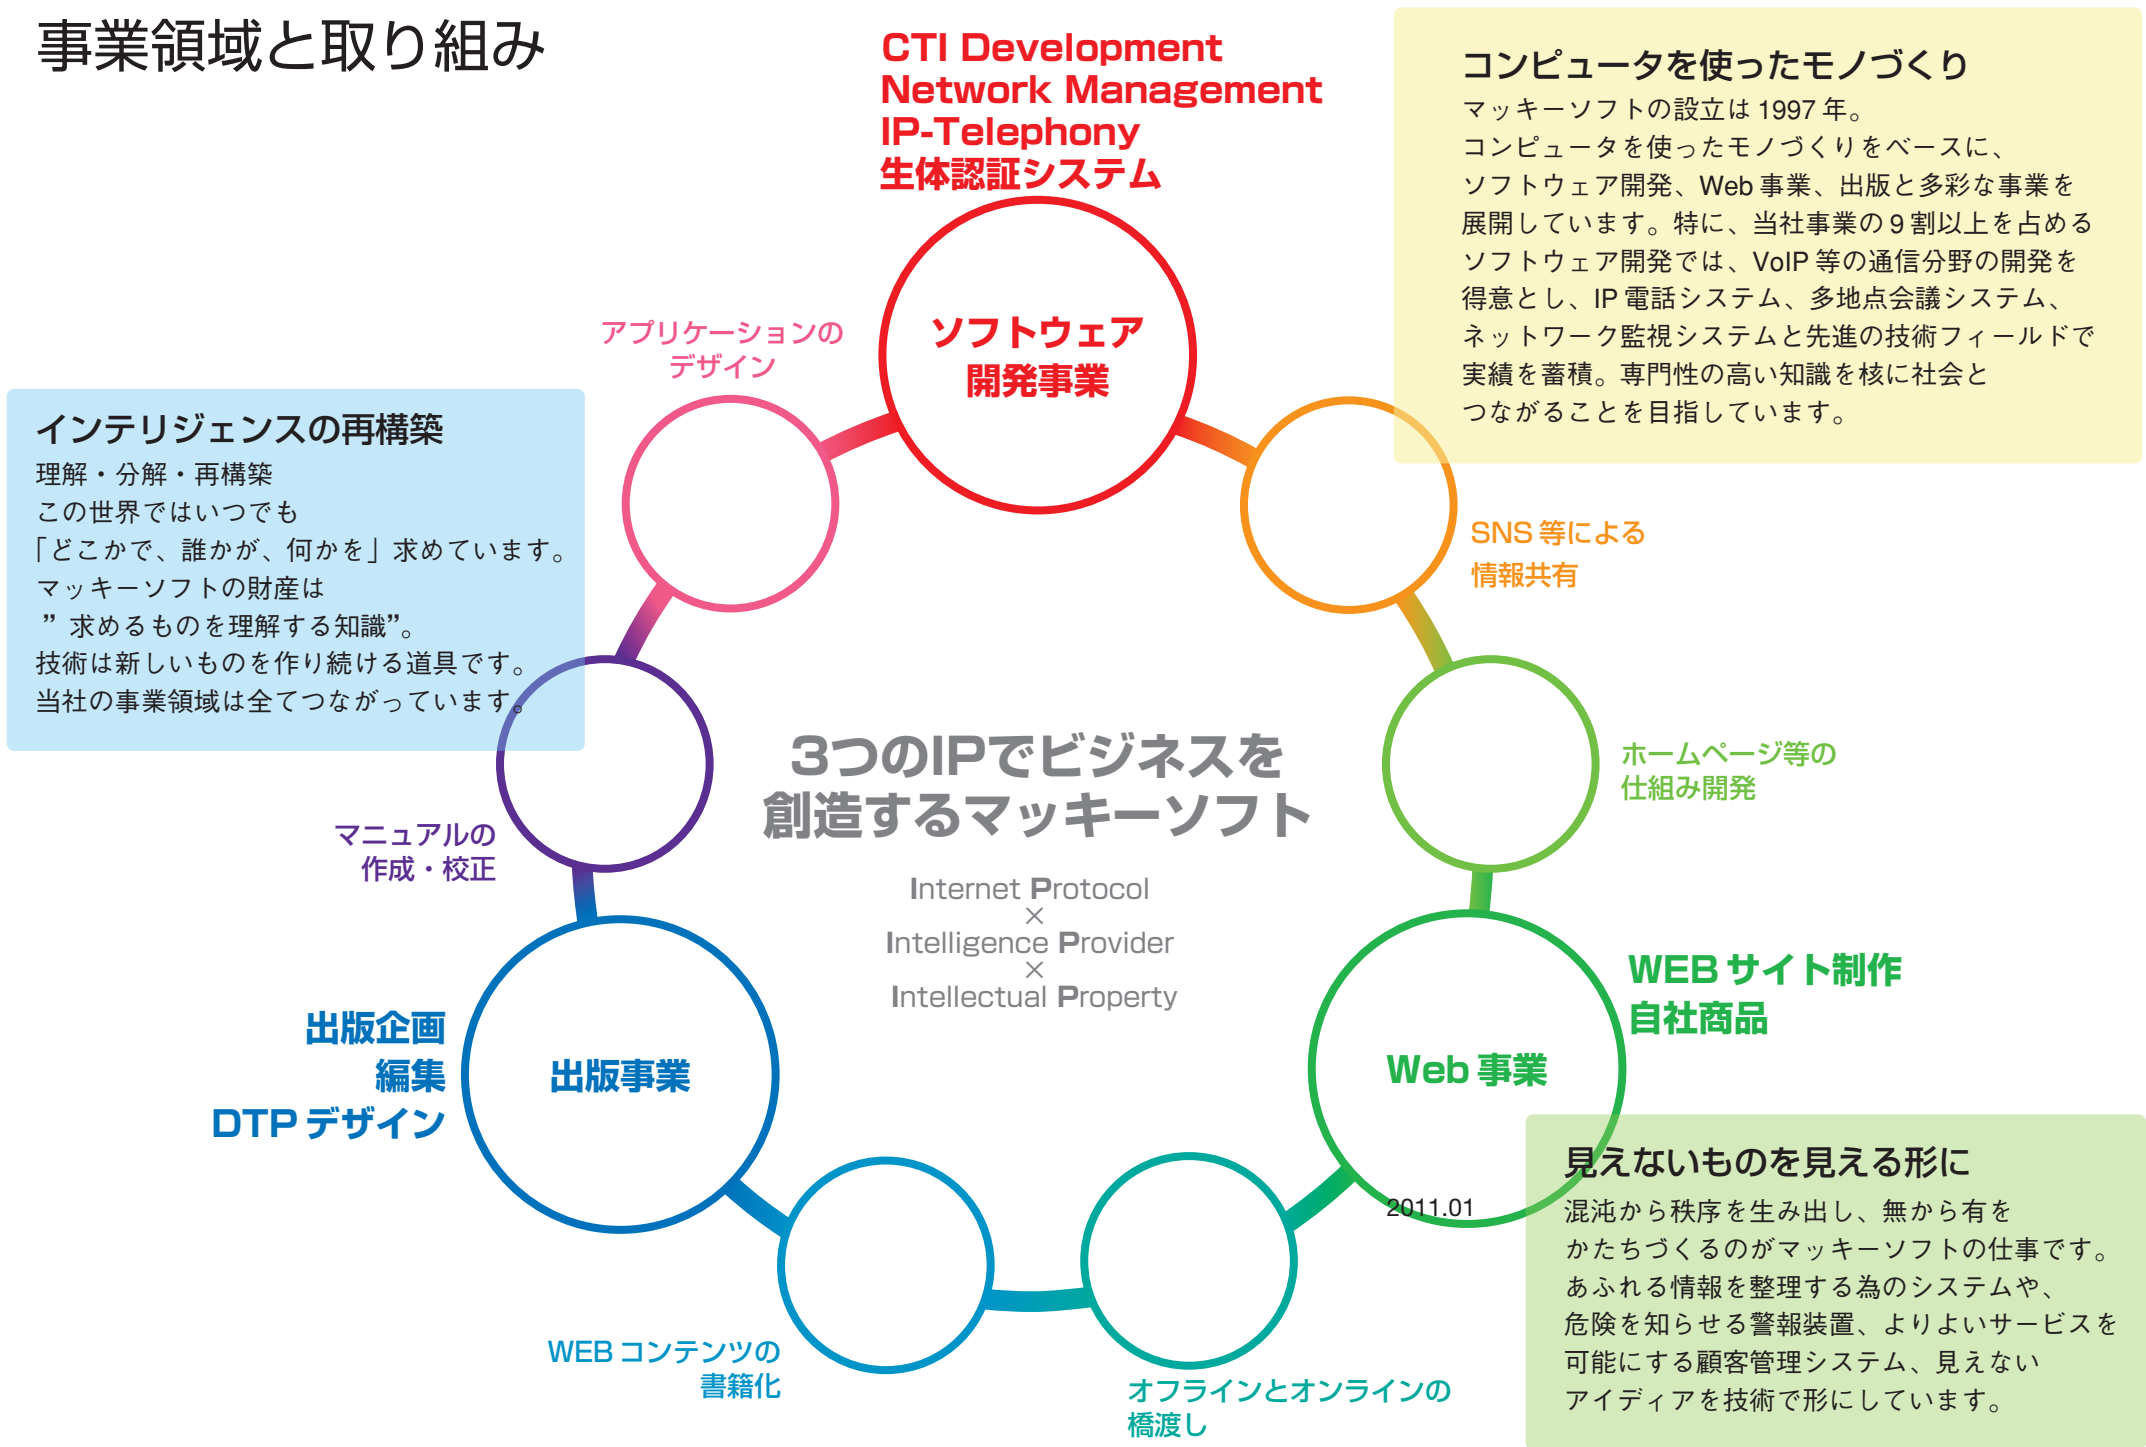 事業領域と取り組み
CTI Development
Network Management
IP-Telephony
生体認証システム
ソフトウェア
開発事業
コンピュータを使ったモノづくり
マッキーソフトの設立は 1997 年。
コンピュータを使ったモノづくりをベースに、
ソフトウェア開発、Web 事業、出版と多彩な事業を
展開しています。特に、当社事業の 9 割以上を占める
ソフトウェア開発では、VoIP 等の通信分野の開発を
得意とし、IP 電話システム、多地点会議システム、
ネットワーク監視システムと先進の技術フィールドで
実績を蓄積。専門性の高い知識を核に社会と
つながることを目指しています。
アプリケーションの
デザイン
インテリジェンスの再構築
理解・分解・再構築
この世界ではいつでも
「どこかで、誰かが、何かを」求めています。
マッキーソフトの財産は
”求めるものを理解する知識”。
技術は新しいものを作り続ける道具です。
当社の事業領域は全てつながっています。
SNS 等による
情報共有
ホームページ等の
仕組み開発
3つのIPでビジネスを
創造するマッキーソフト
Internet Protocol
×
Intelligence Provider
×
Intellectual Property
マニュアルの
作成・校正
出版企画
編集
DTP デザイン
出版事業
Web 事業
WEB サイト制作
自社商品
2011.01
見えないものを見える形に
混沌から秩序を生み出し、無から有を
かたちづくるのがマッキーソフトの仕事です。
あふれる情報を整理する為のシステムや、
危険を知らせる警報装置、よりよいサービスを
可能にする顧客管理システム、見えない
アイディアを技術で形にしています。
WEB コンテンツの
書籍化
オフラインとオンラインの
橋渡し